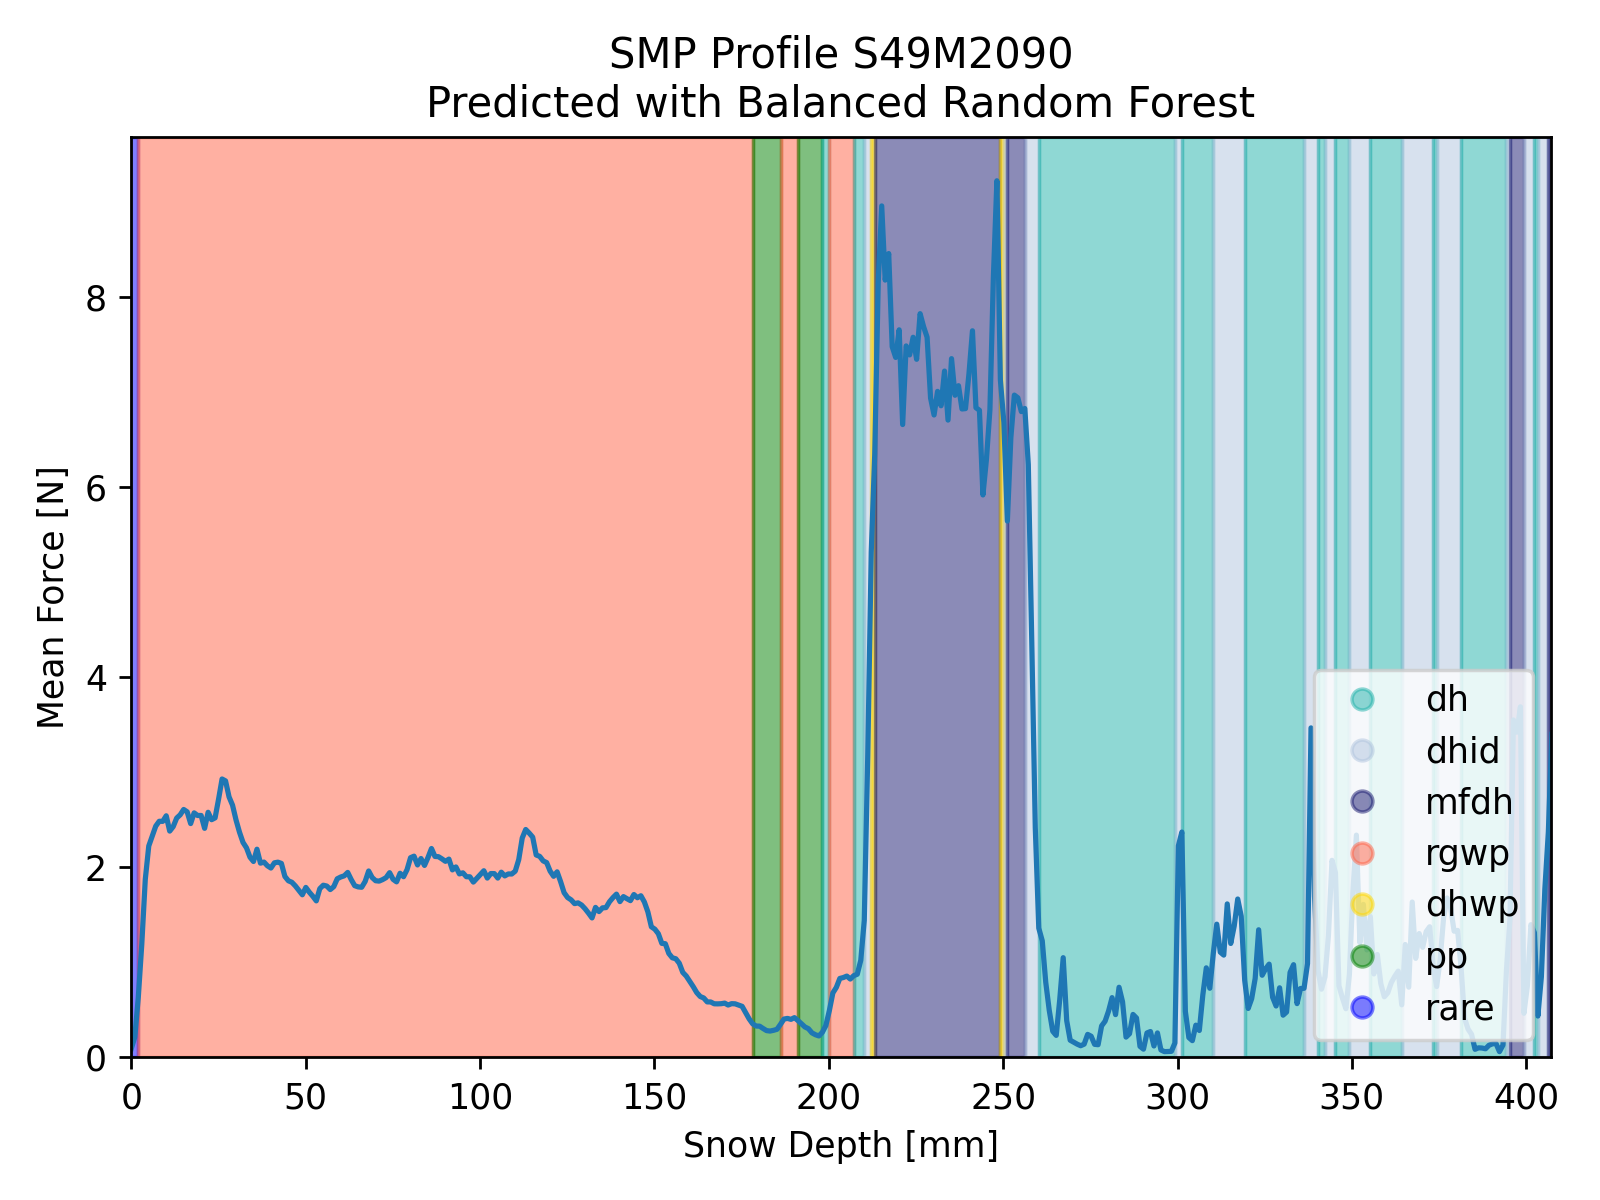 SMP Profile S49M2090
Predicted with Balanced Random Forest
Mean Force [N]
8
6
4
2
0
dh
dhid
mfdh
rgwp
dhwp
pp
rare
0 50 100 150 200 250 300 350 400
Snow Depth [mm]